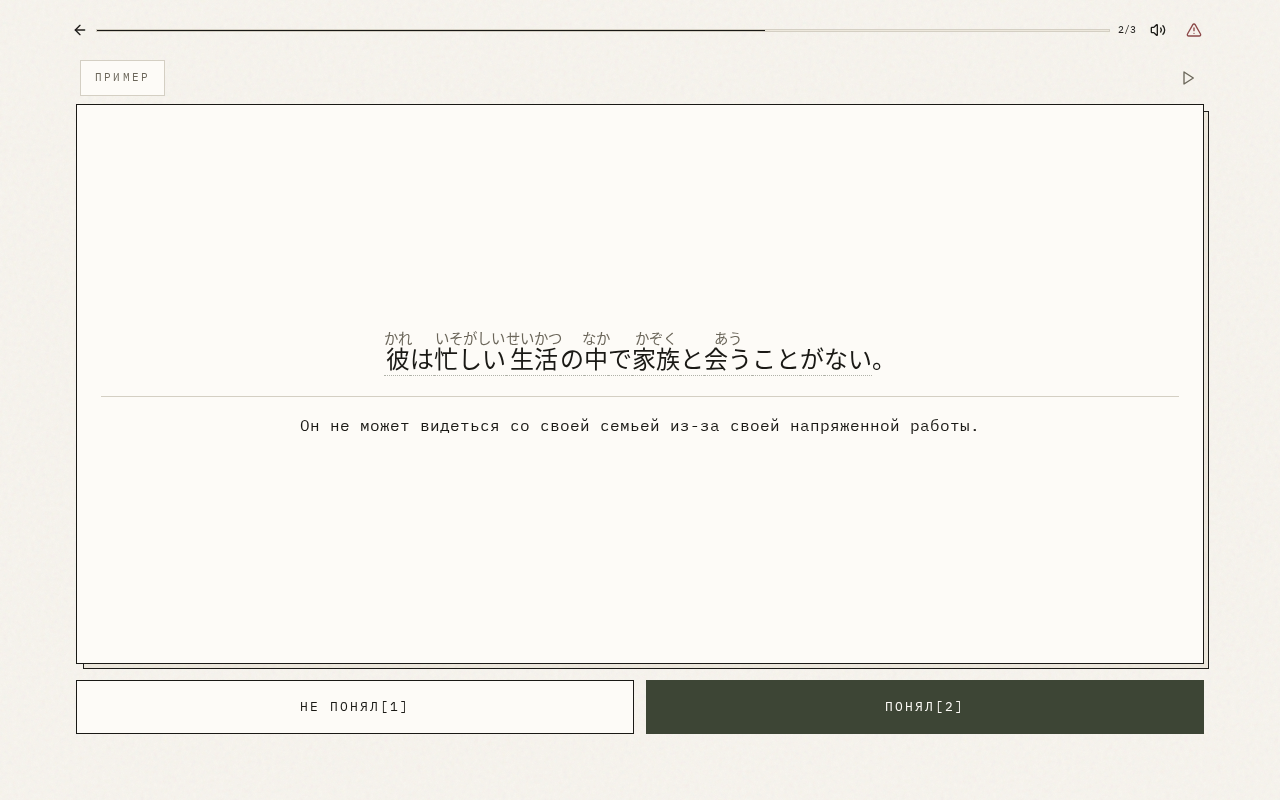 2/3
ПРИМЕР
かれ いそがしい せいかつ なか かぞく あう
彼は忙しい生活の中で家族と会うことがない。
Он не может видеться со своей семьей из-за своей напряженной работы.
НЕ ПОНЯЛ[1]
ПОНЯЛ[2]